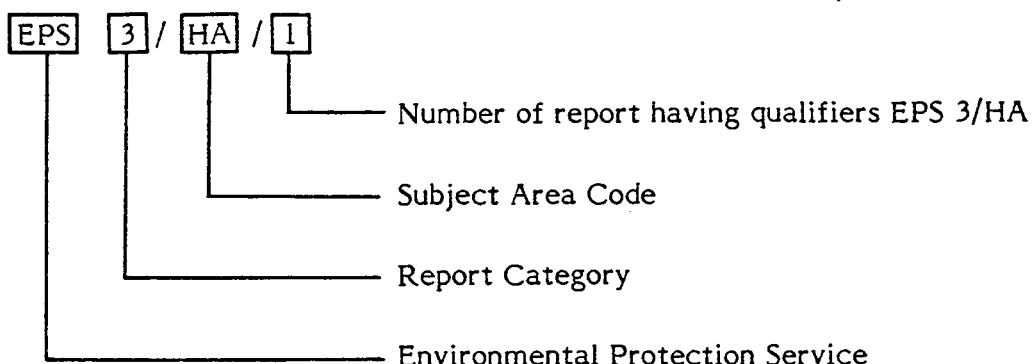 EPS 3 / HA / 1
Number of report having qualifiers EPS 3/HA
Subject Area Code
Report Category
Environmental Protection Service